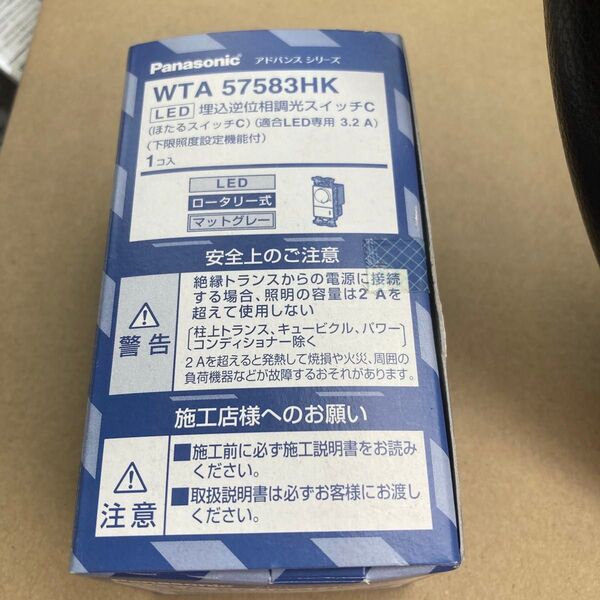 Panasonic アドバンス シリーズ
WTA 57583HK
LED 埋込逆位相調光スイッチC
(ほたるスイッチC)(適合LED専用 3.2 A)
(下限照度設定機能付)
1コ入
LED
ロータリー式
マットグレー
安全上のご注意
警告
絶縁トランスからの電源に接続
する場合、照明の容量は2 Aを
超えて使用しない
[柱上トランス、キュービクル、パワー
コンディショナー除く]
2 Aを超えると発熱して焼損や火災、周囲の
負荷機器などが故障するおそれがあります。
施工店様へのお願い
注意
■施工前に必ず施工説明書をお読み
ください。
■取扱説明書は必ずお客様にお渡し
ください。